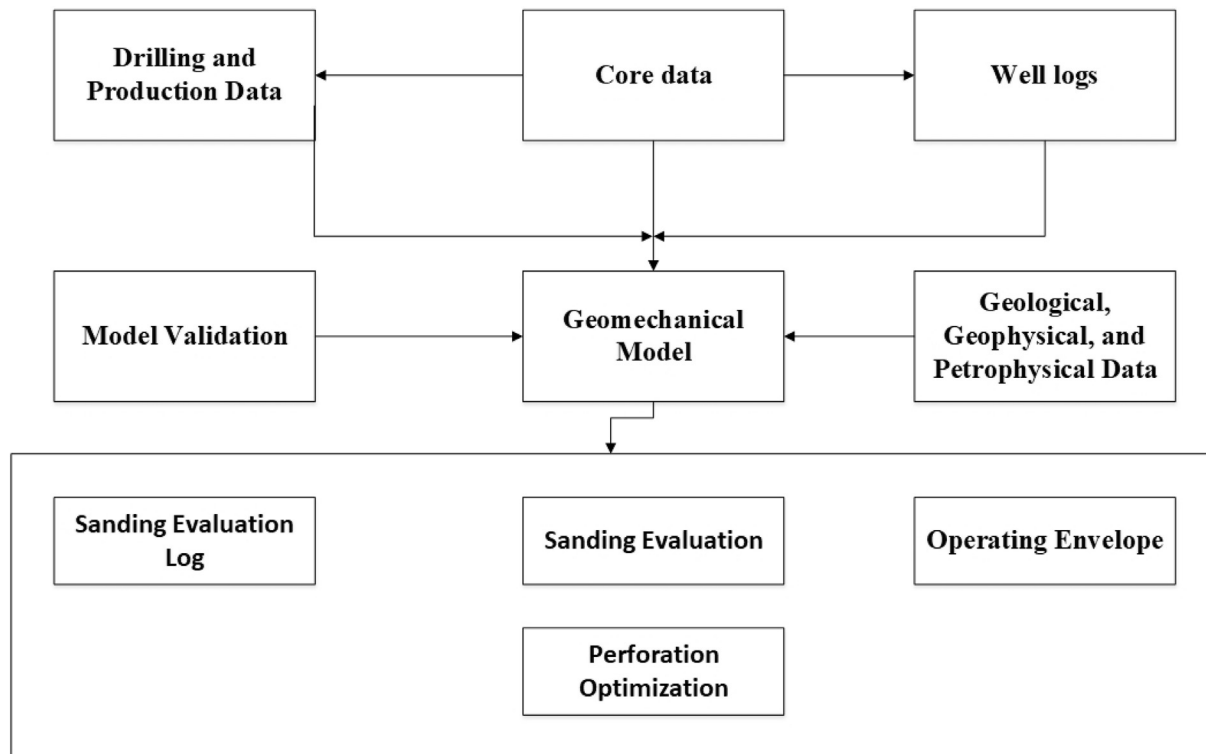 Drilling and
Production Data
Core data
Well logs
Model Validation
Geomechanical
Model
Geological,
Geophysical, and
Petrophysical Data
Sanding Evaluation
Log
Sanding Evaluation
Operating Envelope
Perforation
Optimization